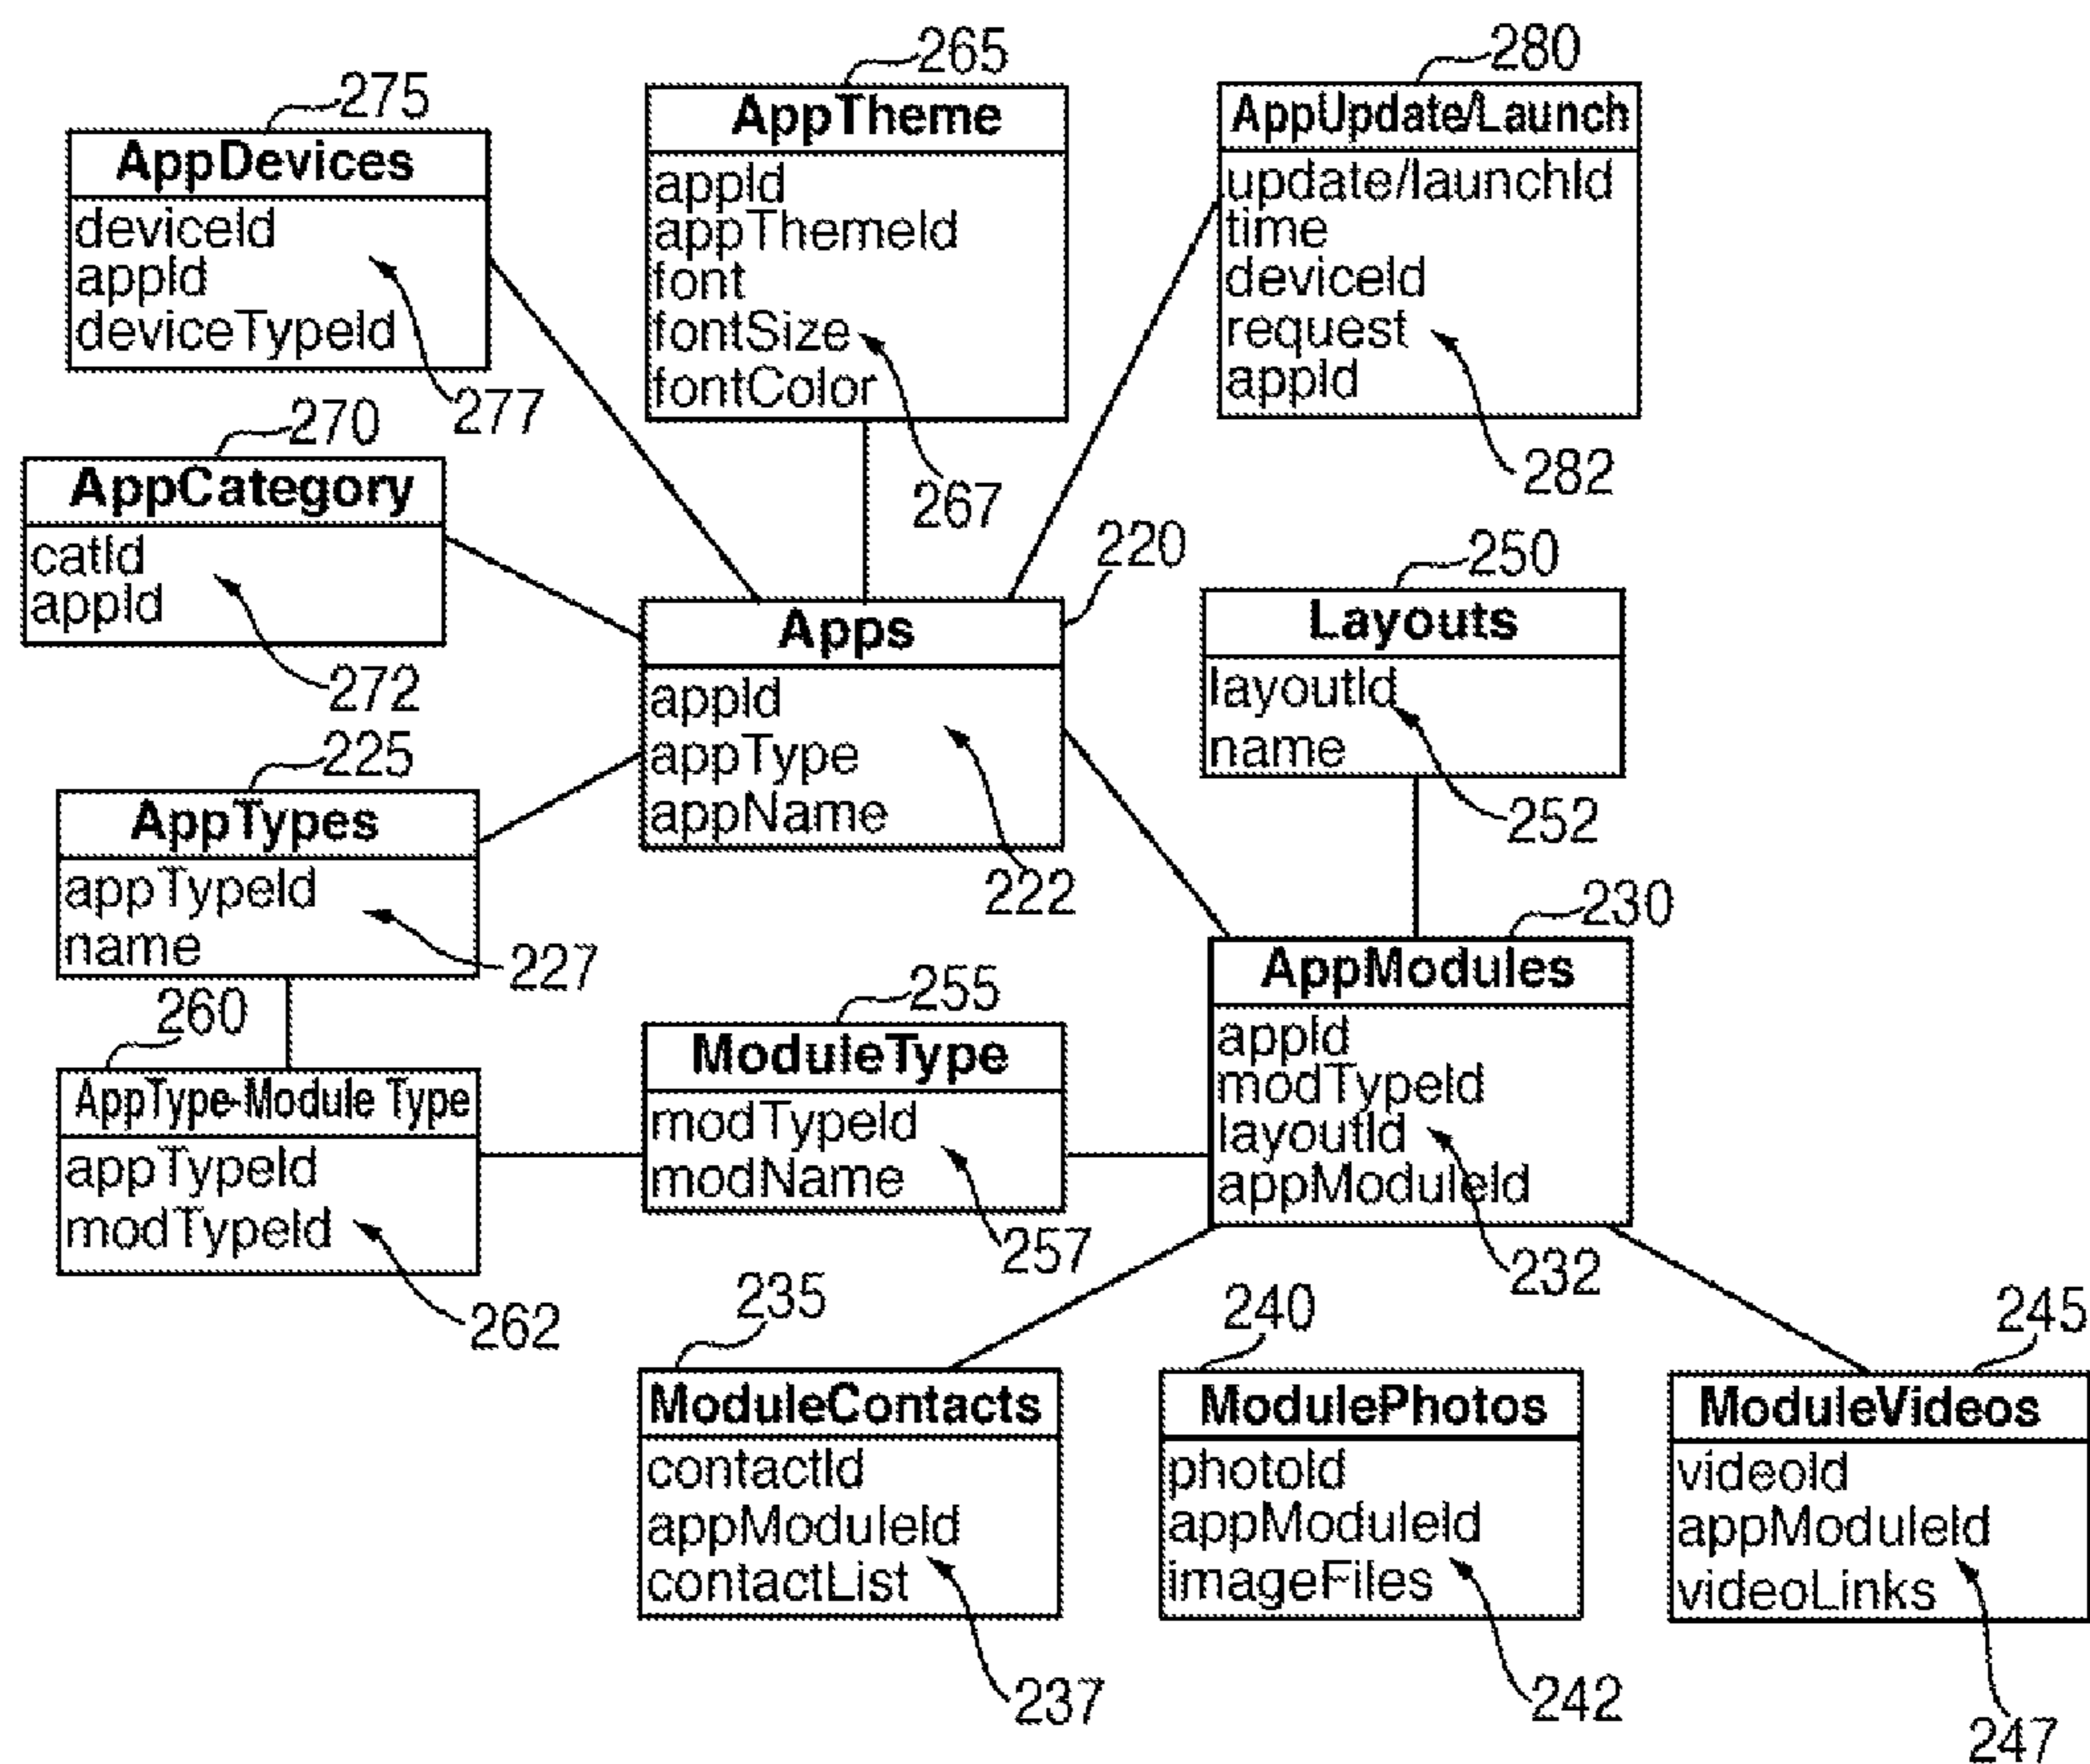 275
AppDevices
deviceId
appId
deviceTypeId
277
265
AppTheme
appId
appThemeId
font
fontSize
fontColor
267
280
AppUpdate/Launch
update/launchId
time
deviceId
request
appId
282
270
AppCategory
catId
appId
272
220
Apps
appId
appType
appName
222
250
Layouts
layoutId
name
252
225
AppTypes
appTypeId
name
227
260
AppType-Module Type
appTypeId
modTypeId
262
255
ModuleType
modTypeId
modName
257
230
AppModules
appId
modTypeId
layoutId
appModuleId
232
235
ModuleContacts
contactId
appModuleId
contactList
237
240
ModulePhotos
photoId
appModuleId
imageFiles
242
245
ModuleVideos
videoId
appModuleId
videoLinks
247